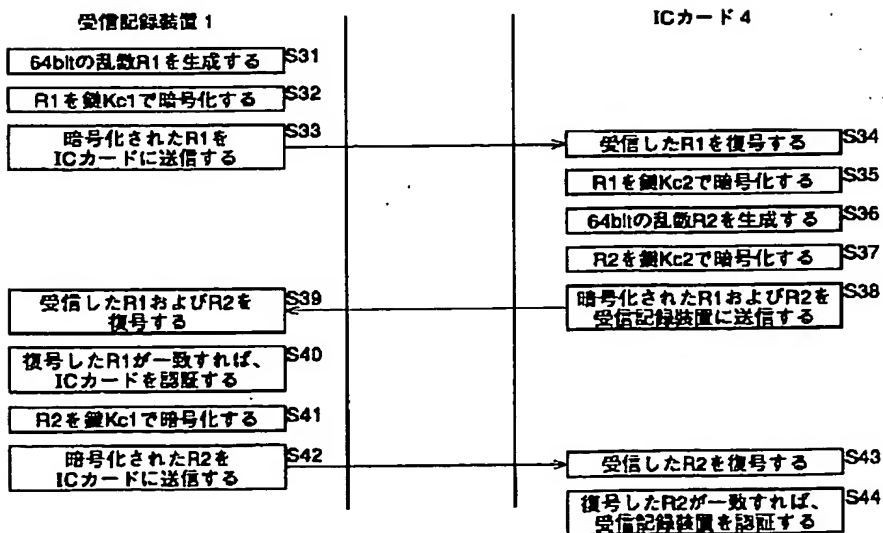 受信記録装置 1
ICカード 4
64bitの乱数R1を生成する S31
R1を鍵Kc1で暗号化する S32
暗号化されたR1を S33
ICカードに送信する
受信したR1を復号する S34
R1を鍵Kc2で暗号化する S35
64bitの乱数R2を生成する S36
R2を鍵Kc2で暗号化する S37
暗号化されたR1およびR2を S38
受信記録装置に送信する
受信したR1およびR2を S39
復号する
復号したR1が一致すれば、 S40
ICカードを認証する
R2を鍵Kc1で暗号化する S41
暗号化されたR2を S42
ICカードに送信する
受信したR2を復号する S43
復号したR2が一致すれば、 S44
受信記録装置を認証する